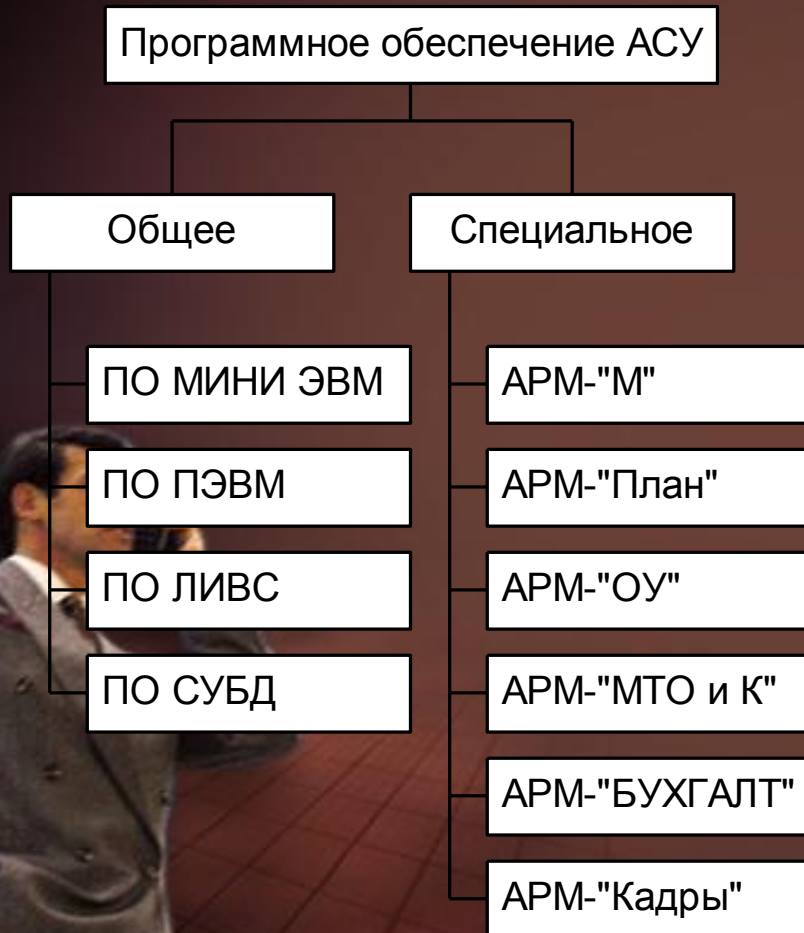 Программное обеспечение АСУ
Общее
Специальное
ПО МИНИ ЭВМ
ПО ПЭВМ
ПО ЛИВС
ПО СУБД
АРМ-"М"
АРМ-"План"
АРМ-"ОУ"
АРМ-"МТО и К"
АРМ-"БУХГАЛТ"
АРМ-"Кадры"